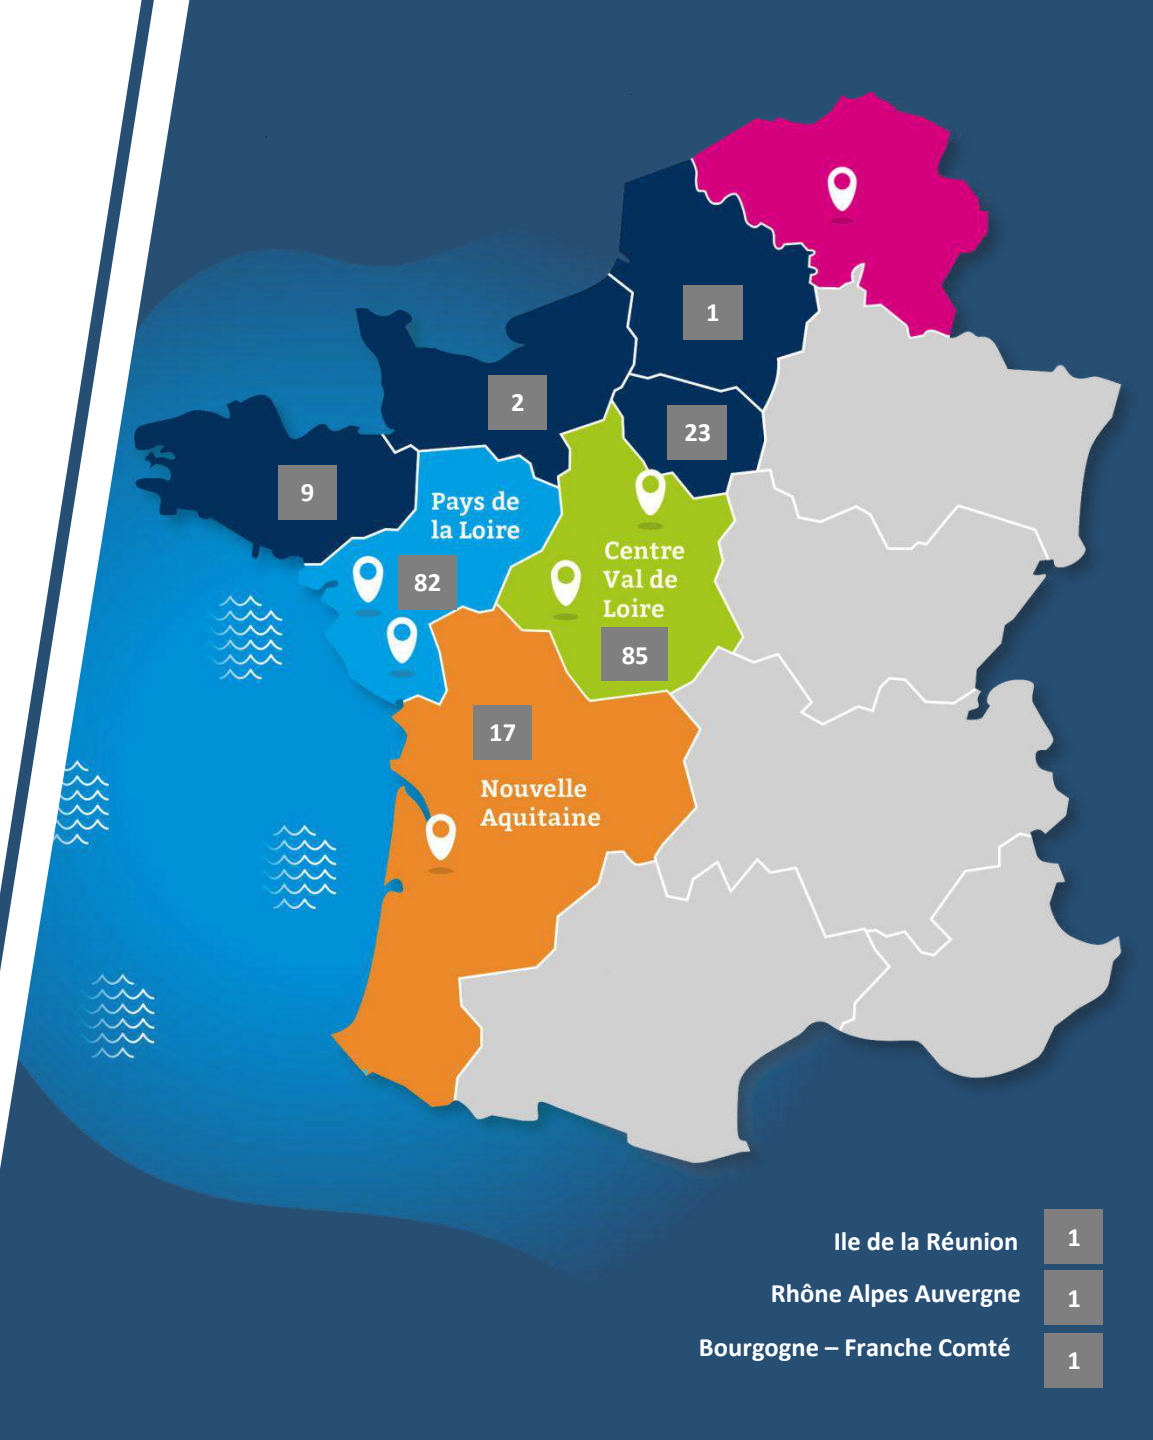 1
2
23
9
Pays de
la Loire
82
Centre
Val de
Loire
85
17
Nouvelle
Aquitaine
Ile de la Réunion 1
Rhône Alpes Auvergne 1
Bourgogne – Franche Comté 1